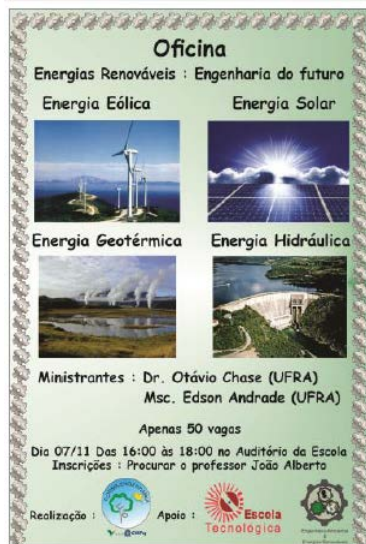 Oficina
Energias Renováveis : Engenharia do futuro
Energia Eólica
Energia Solar
Energia Geotérmica
Energia Hidráulica
Ministrantes : Dr. Otávio Chase (UFRA)
Msc. Edson Andrade (UFRA)
Apenas 50 vagas
Dia 07/11 Das 16:00 às 18:00 no Auditório da Escola
Inscrições : Procurar o professor João Alberto
Realização :
Apoio :
Escola
Tecnológica